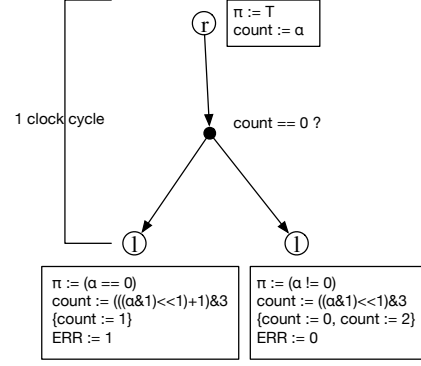 r
π := T
count := α
1 clock cycle
count == 0 ?
l
l
π := (α == 0)
count := (((α&1)<<1)+1)&3
{count := 1}
ERR := 1
π := (α != 0)
count := ((α&1)<<1)&3
{count := 0, count := 2}
ERR := 0